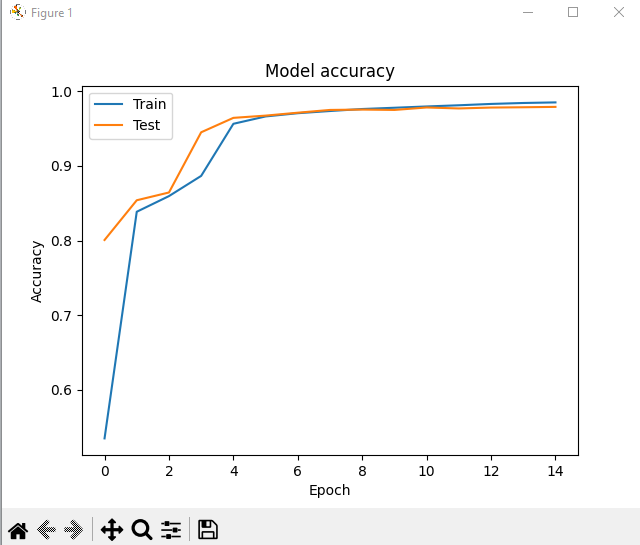 Figure 1
Model accuracy
1.0
0.9
0.8
0.7
0.6
Train
Test
Accuracy
0 2 4 6 8 10 12 14
Epoch